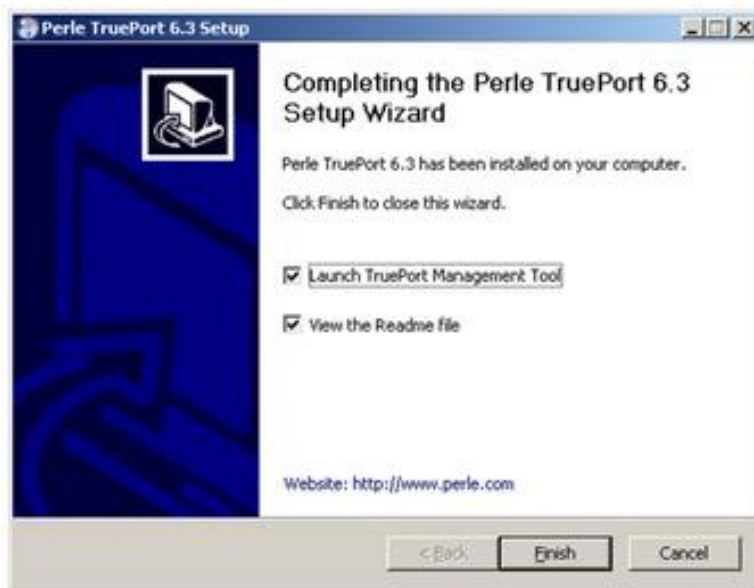 Perle TruePort 6.3 Setup
Completing the Perle TruePort 6.3
Setup Wizard
Perle TruePort 6.3 has been installed on your computer.
Click Finish to close this wizard.
Launch TruePort Management Tool
View the Readme file
Website: http://www.perle.com
< Back Finish Cancel